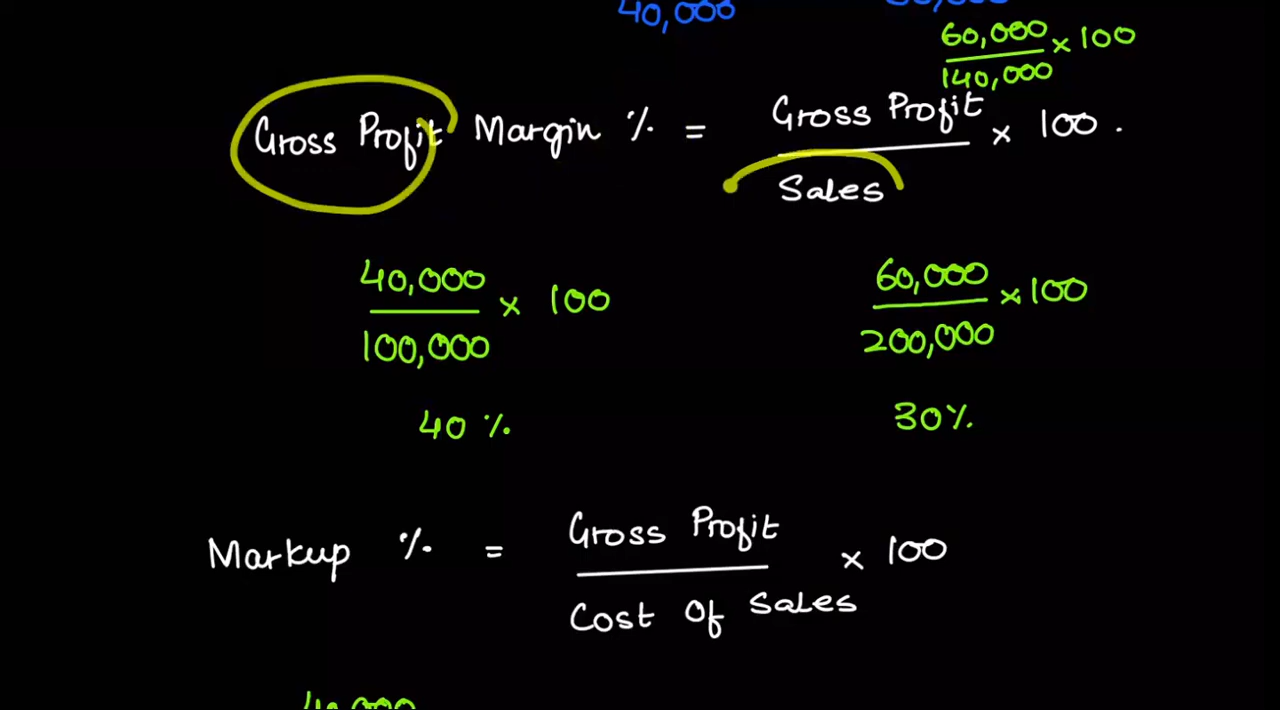 40,000
60,000 / 140,000 × 100
Gross Profit Margin % = Gross Profit / Sales × 100 .
40,000 / 100,000 × 100
60,000 / 200,000 × 100
40 %
30%
Markup % = Gross Profit / Cost Of Sales × 100